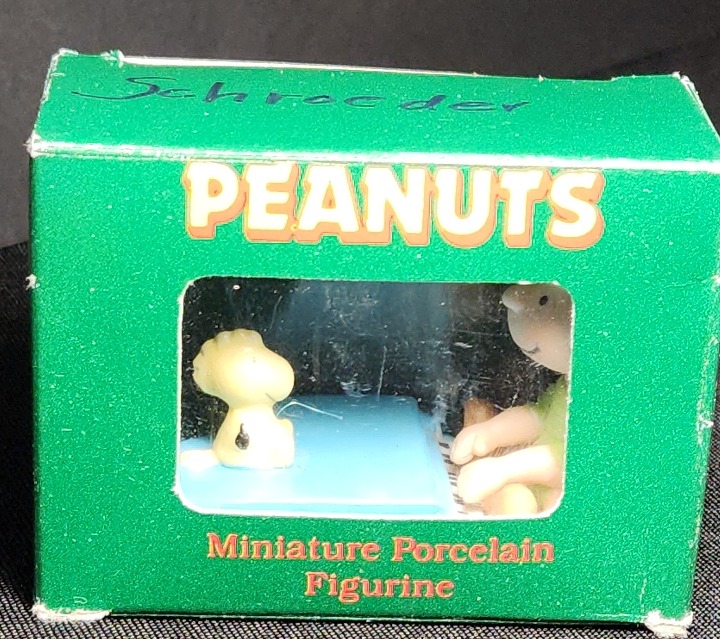 Schroeder
PEANUTS
Miniature Porcelain
Figurine